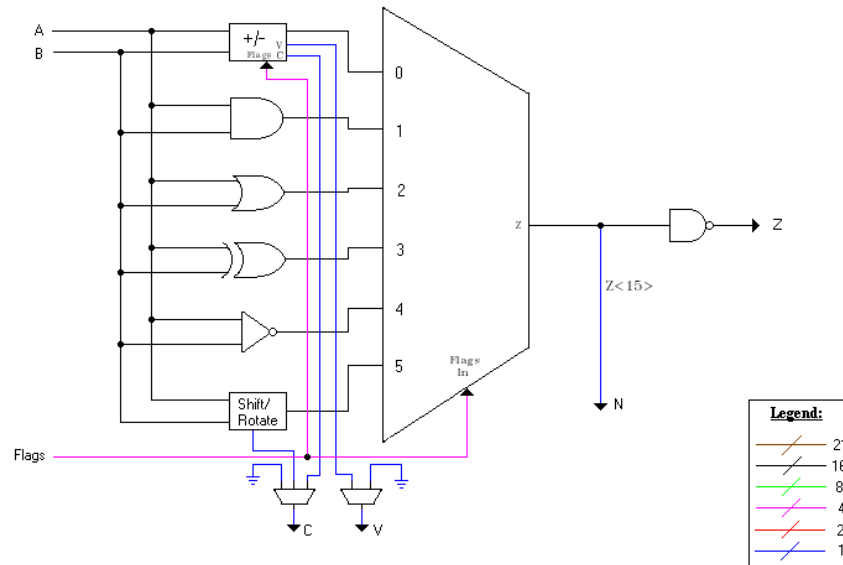 A
B
+/-
V
Flags C
0
1
2
3
4
5
Z
Z
Z<15>
N
Flags
In
Shift/
Rotate
Flags
C
V
Legend:
21
16
8
4
2
1